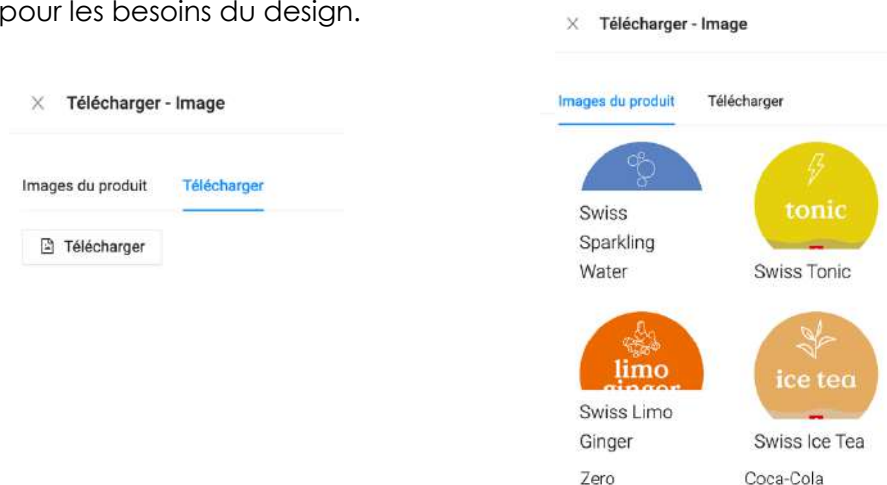 pour les besoins du design.
Télécharger - Image
Images du produit Télécharger
Télécharger
Télécharger - Image
Images du produit Télécharger
tonic
Swiss
Sparkling
Water
Swiss Tonic
limo
ginger
ice tea
Swiss Limo
Ginger
Swiss Ice Tea
Zero
Coca-Cola